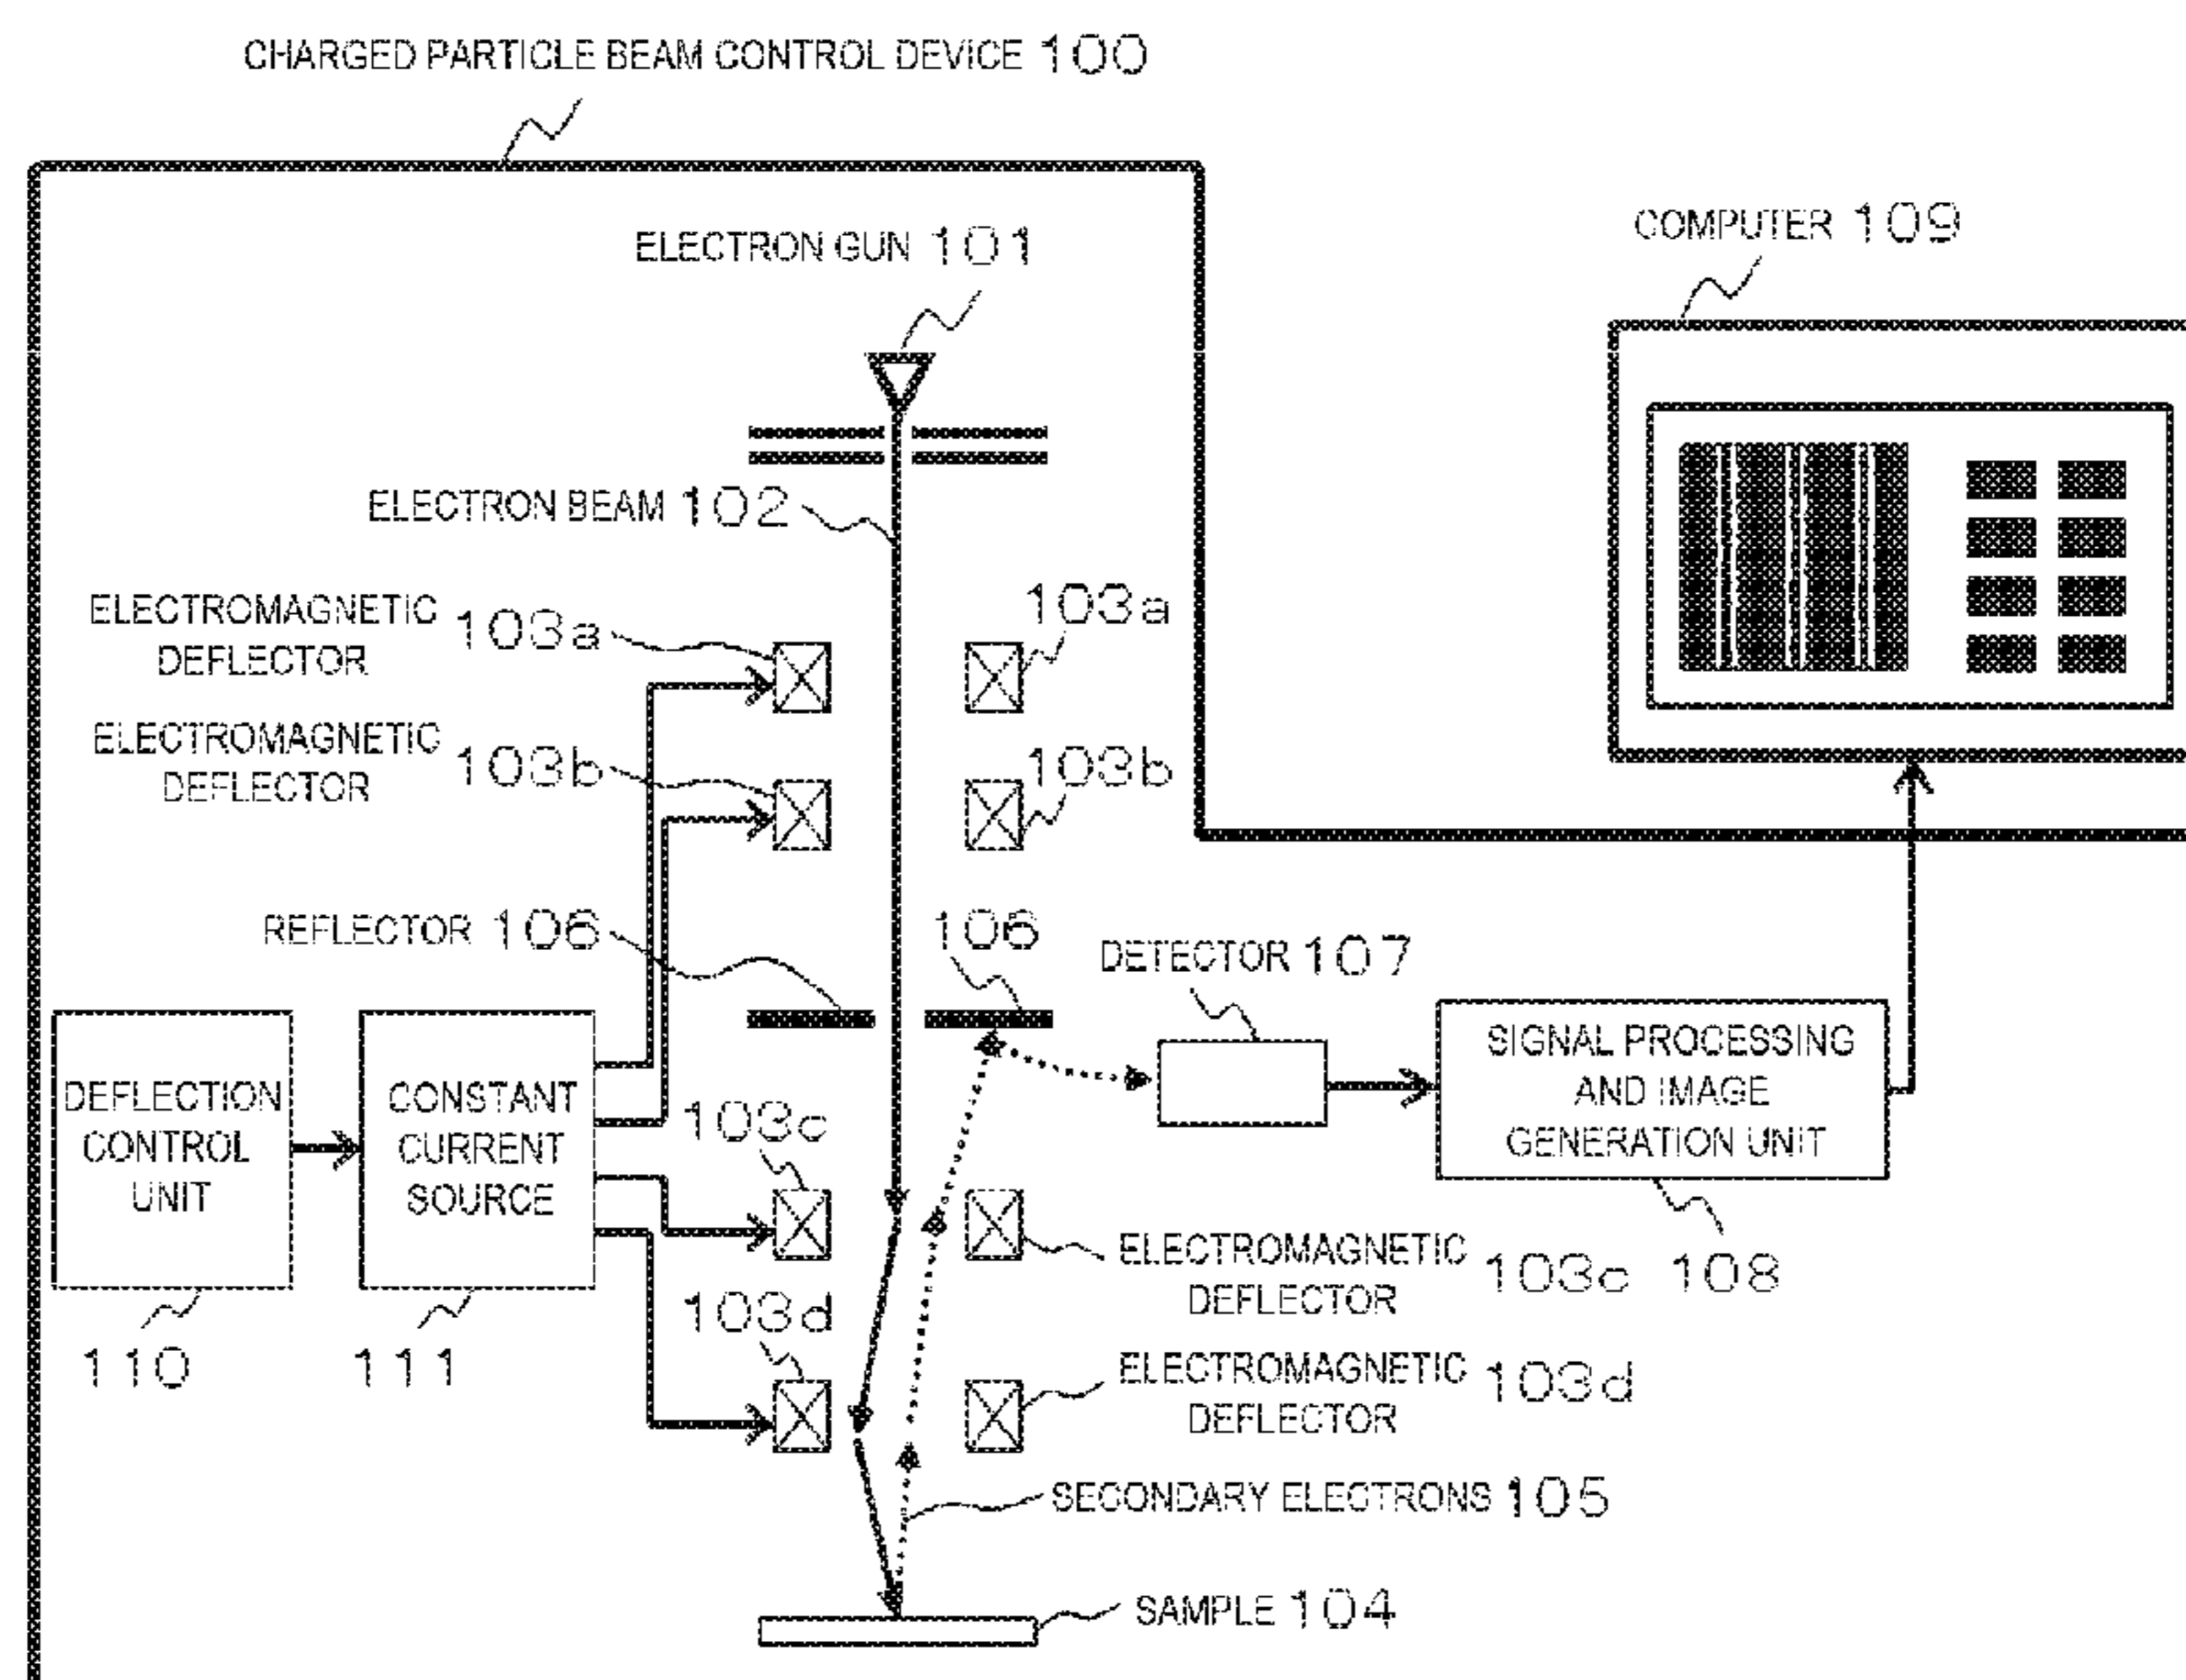 CHARGED PARTICLE BEAM CONTROL DEVICE 100
COMPUTER 109
ELECTRON GUN 101
ELECTRON BEAM 102
ELECTROMAGNETIC
DEFLECTOR
103a
103a
ELECTROMAGNETIC
DEFLECTOR
103b
103b
REFLECTOR 106
106
DETECTOR 107
DEFLECTION
CONTROL
UNIT
CONSTANT
CURRENT
SOURCE
SIGNAL PROCESSING
AND IMAGE
GENERATION UNIT
103c
ELECTROMAGNETIC
DEFLECTOR
103c
108
103d
110
111
ELECTROMAGNETIC
DEFLECTOR
103d
SECONDARY ELECTRONS 105
SAMPLE 104